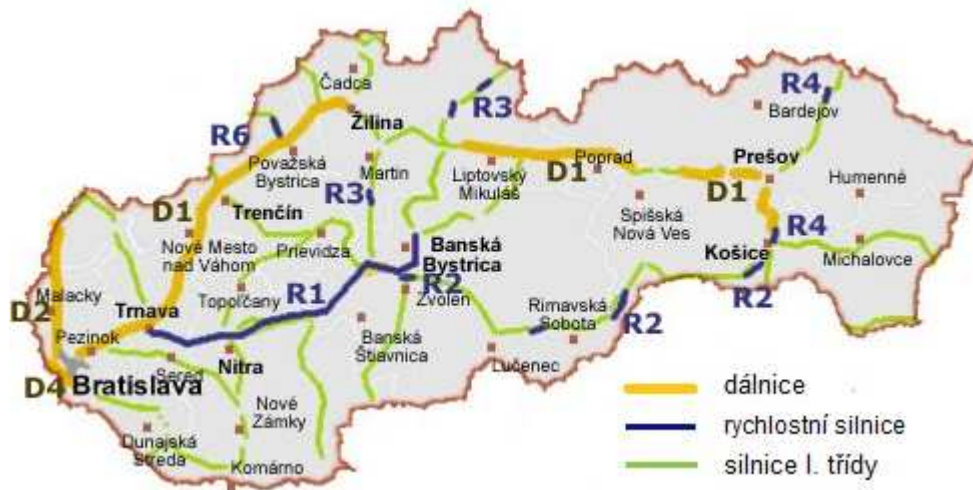 Čadca
R3
R4
Bardejov
R6
Žilina
Považská
Bystrica
Martin
Liptovský
Mikuláš
D1
Poprad
Prešov
D1
Humenné
D1
Trenčín
R3
Spišská
Nová Ves
R4
Nové Mesto
nad Váhom
Prievidza
Banská
Bystrica
Košice
Michalovce
Malacky
D2
Trnava
Topoľčany
R1
R2
Zvolen
Rimavská
Sobota
R2
R2
Pezinok
Sereď
Nitra
Banská
Štiavnica
Lučenec
D4
Bratislava
Nové
Zámky
Dunajská
Streda
Komárno
dálnice
rychlostní silnice
silnice I. třídy